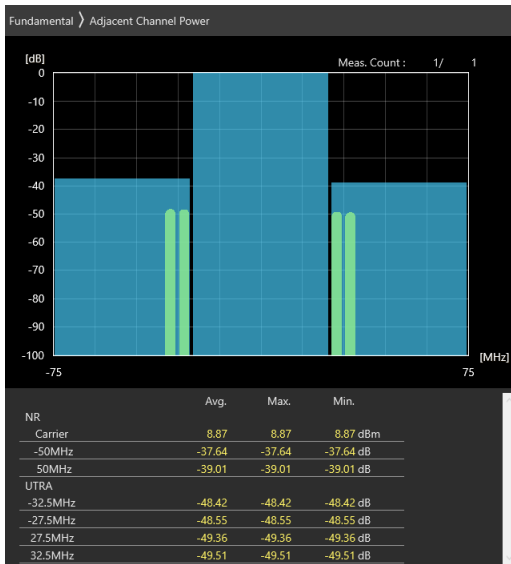 Fundamental 〉 Adjacent Channel Power
[dB]
Meas. Count : 1/ 1
0
-10
-20
-30
-40
-50
-60
-70
-80
-90
-100
[MHz]
-75 75
Avg. Max. Min.
NR
Carrier 8.87 8.87 8.87 dBm
-50MHz -37.64 -37.64 -37.64 dB
50MHz -39.01 -39.01 -39.01 dB
UTRA
-32.5MHz -48.42 -48.42 -48.42 dB
-27.5MHz -48.55 -48.55 -48.55 dB
27.5MHz -49.36 -49.36 -49.36 dB
32.5MHz -49.51 -49.51 -49.51 dB